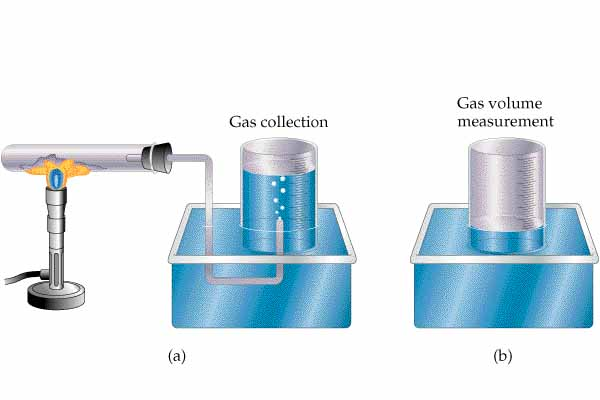 Gas collection
Gas volume
measurement
(a)
(b)